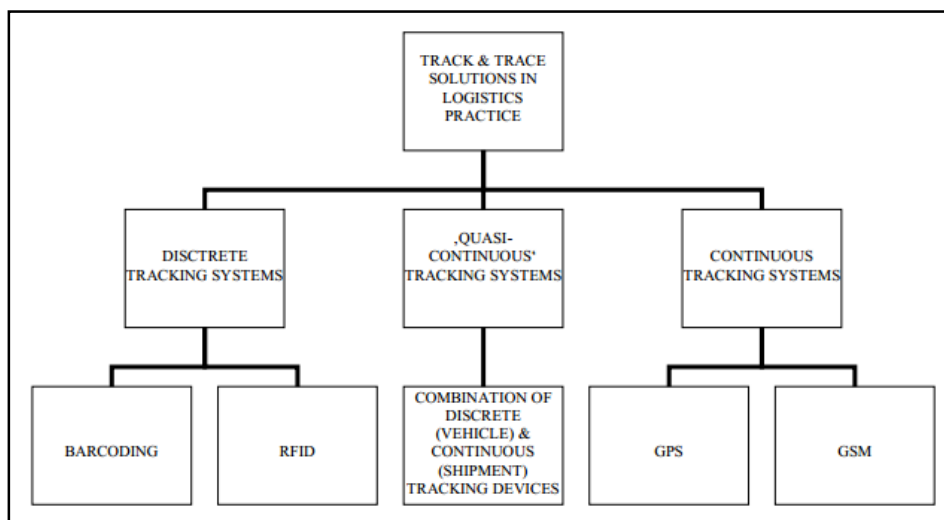 TRACK & TRACE
SOLUTIONS IN
LOGISTICS
PRACTICE
DISCTRETE
TRACKING SYSTEMS
‚QUASI-
CONTINUOUS‘
TRACKING SYSTEMS
CONTINUOUS
TRACKING SYSTEMS
BARCODING
RFID
COMBINATION OF
DISCRETE
(VEHICLE) &
CONTINUOUS
(SHIPMENT)
TRACKING DEVICES
GPS
GSM